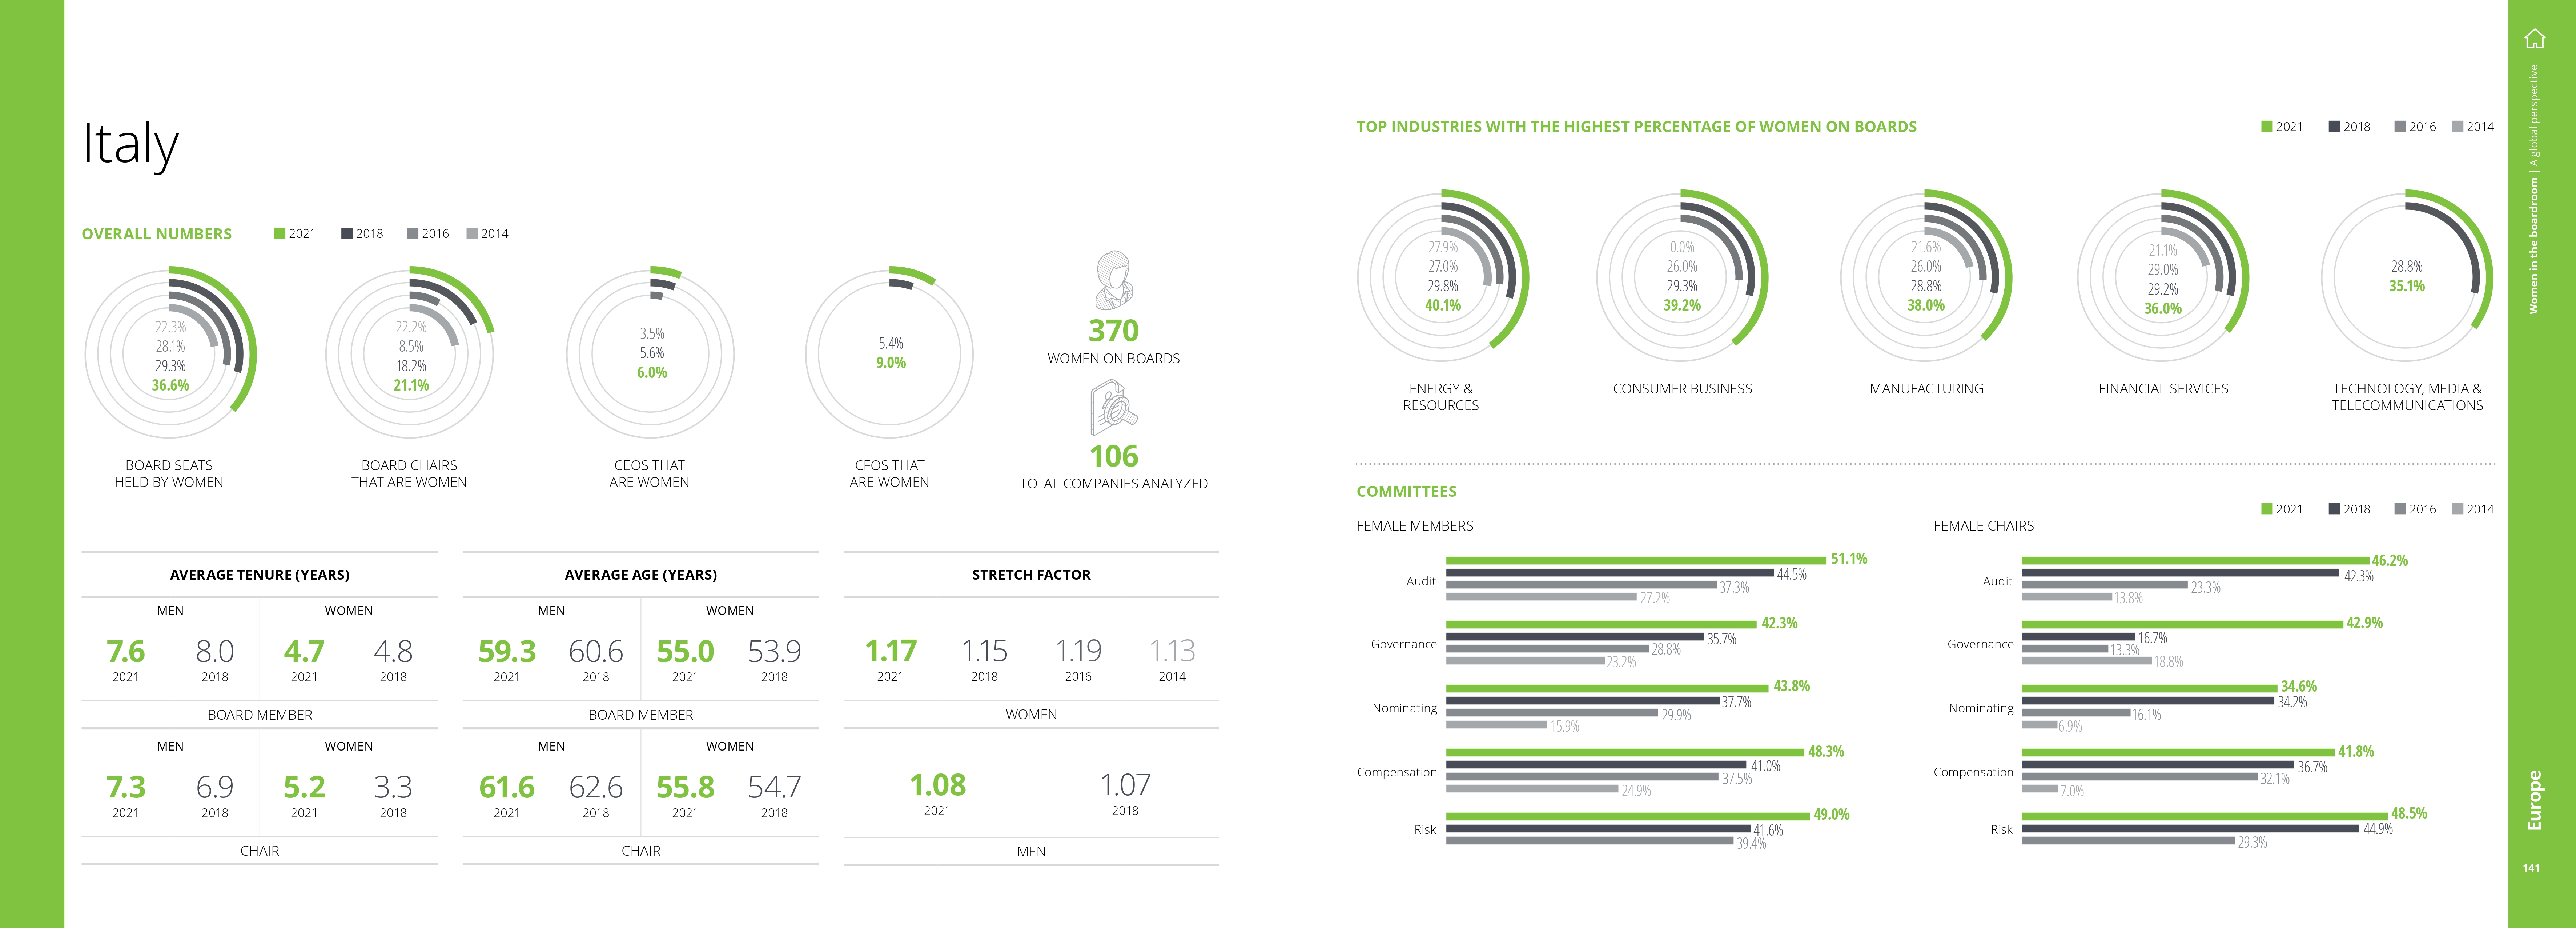 Italy
OVERALL NUMBERS
2021
2018
2016
2014
22.3%
28.1%
29.3%
36.6%
BOARD SEATS
HELD BY WOMEN
22.2%
8.5%
18.2%
21.1%
BOARD CHAIRS
THAT ARE WOMEN
3.5%
5.6%
6.0%
CEOS THAT
ARE WOMEN
5.4%
9.0%
CFOS THAT
ARE WOMEN
370
WOMEN ON BOARDS
106
TOTAL COMPANIES ANALYZED
AVERAGE TENURE (YEARS)
MEN WOMEN
7.6 8.0 4.7 4.8
2021 2018 2021 2018
BOARD MEMBER
MEN WOMEN
7.3 6.9 5.2 3.3
2021 2018 2021 2018
CHAIR
AVERAGE AGE (YEARS)
MEN WOMEN
59.3 60.6 55.0 53.9
2021 2018 2021 2018
BOARD MEMBER
MEN WOMEN
61.6 62.6 55.8 54.7
2021 2018 2021 2018
CHAIR
STRETCH FACTOR
1.17 1.15 1.19 1.13
2021 2018 2016 2014
WOMEN
1.08 1.07
2021 2018
MEN
TOP INDUSTRIES WITH THE HIGHEST PERCENTAGE OF WOMEN ON BOARDS
2021
2018
2016
2014
27.9%
27.0%
29.8%
40.1%
ENERGY &
RESOURCES
0.0%
26.0%
29.3%
39.2%
CONSUMER BUSINESS
21.6%
26.0%
28.8%
38.0%
MANUFACTURING
21.1%
29.0%
29.2%
36.0%
FINANCIAL SERVICES
28.8%
35.1%
TECHNOLOGY, MEDIA &
TELECOMMUNICATIONS
COMMITTEES
2021
2018
2016
2014
FEMALE MEMBERS
Audit
51.1%
44.5%
37.3%
27.2%
Governance
42.3%
35.7%
28.8%
23.2%
Nominating
43.8%
37.7%
29.9%
15.9%
Compensation
48.3%
41.0%
37.5%
24.9%
Risk
49.0%
41.6%
39.4%
FEMALE CHAIRS
Audit
46.2%
42.3%
23.3%
13.8%
Governance
42.9%
16.7%
13.3%
18.8%
Nominating
34.6%
34.2%
16.1%
6.9%
Compensation
41.8%
36.7%
32.1%
7.0%
Risk
48.5%
44.9%
29.3%
Women in the boardroom | A global perspective
Europe
141